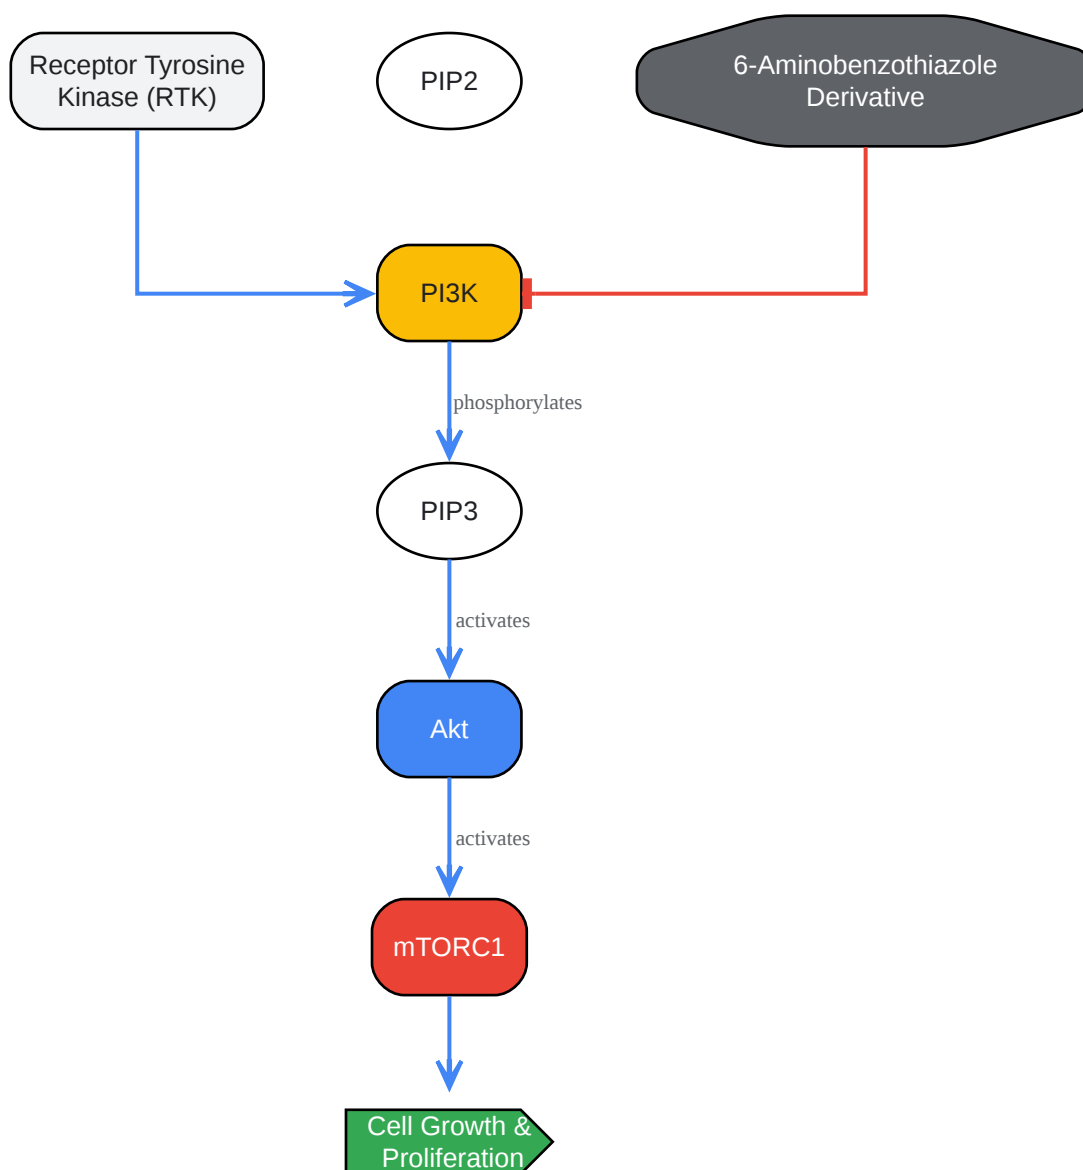 Receptor Tyrosine
Kinase (RTK)
PIP2
6-Aminobenzothiazole
Derivative
PI3K
phosphorylates
PIP3
activates
Akt
activates
mTORC1
Cell Growth &
Proliferation